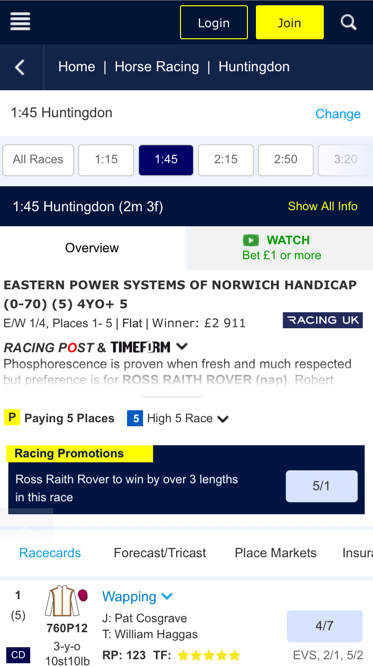 Login
Join
Home | Horse Racing | Huntingdon
1:45 Huntingdon
Change
All Races
1:15
1:45
2:15
2:50
3:20
1:45 Huntingdon (2m 3f)
Show All Info
Overview
WATCH
Bet £1 or more
EASTERN POWER SYSTEMS OF NORWICH HANDICAP
(0-70) (5) 4YO+ 5
E/W 1/4, Places 1- 5 | Flat | Winner: £2 911
RACING UK
RACING POST & TIMEFORM
Phosphorescence is proven when fresh and much respected
but preference is for ROSS RAITH ROVER (nap). Robert
P Paying 5 Places
5 High 5 Race
Racing Promotions
Ross Raith Rover to win by over 3 lengths
in this race
5/1
Racecards
Forecast/Tricast
Place Markets
Insur
1
(5)
CD
760P12
3-y-o
10st10lb
Wapping
J: Pat Cosgrave
T: William Haggas
RP: 123 TF:
4/7
EVS, 2/1, 5/2